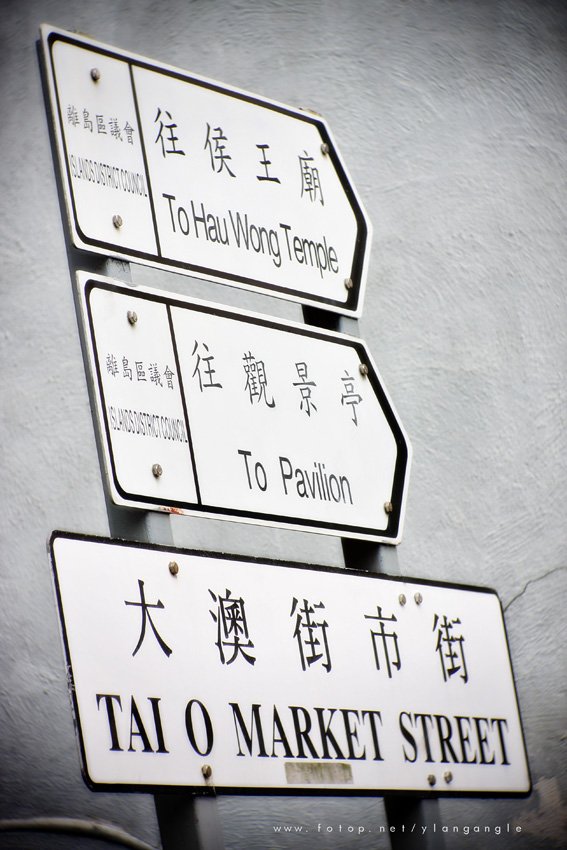 離島區議會
ISLANDS DISTRICT COUNCIL
往侯王廟
To Hau Wong Temple
離島區議會
ISLANDS DISTRICT COUNCIL
往觀景亭
To Pavilion
大澳街市街
TAI O MARKET STREET
www.fotop.net/ylangangle